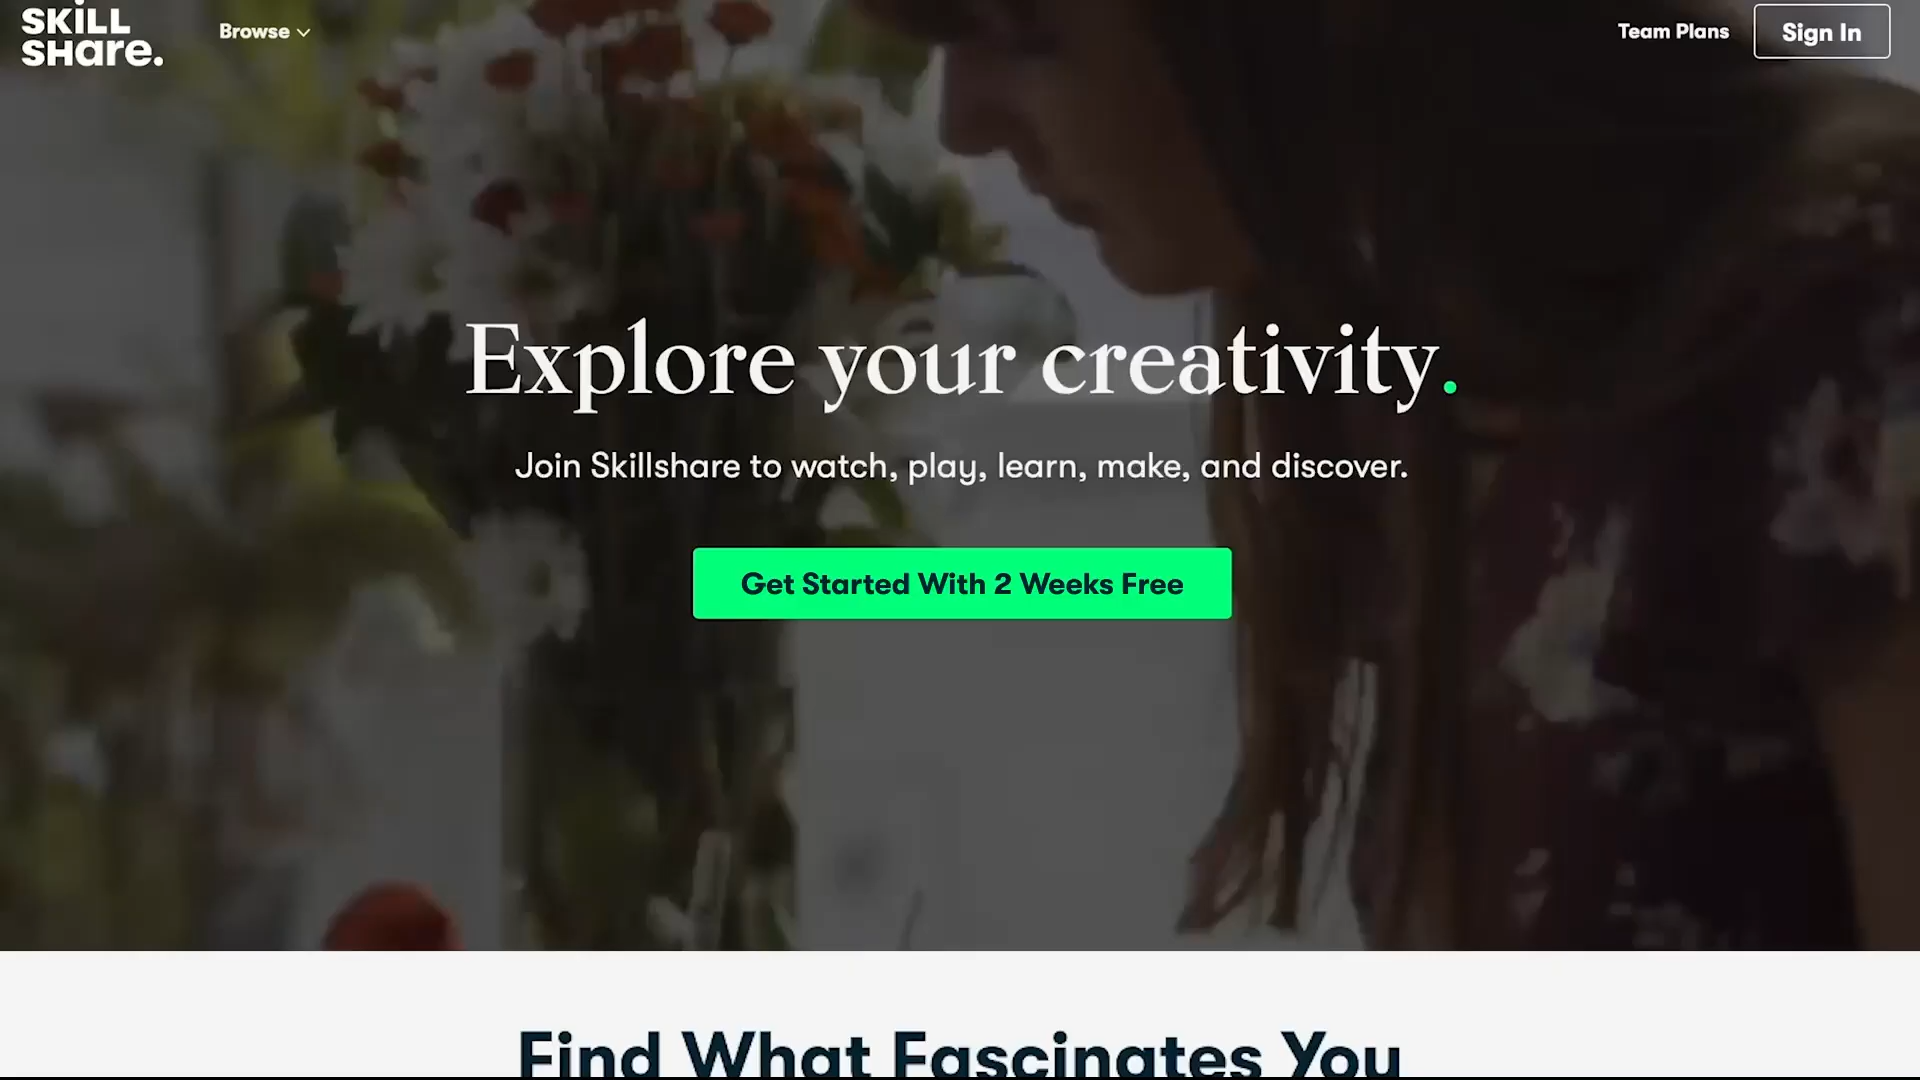 SKiLL
SHare.
Browse
Team Plans
Sign In
Explore your creativity.
Join Skillshare to watch, play, learn, make, and discover.
Get Started With 2 Weeks Free
Find What Fascinates You